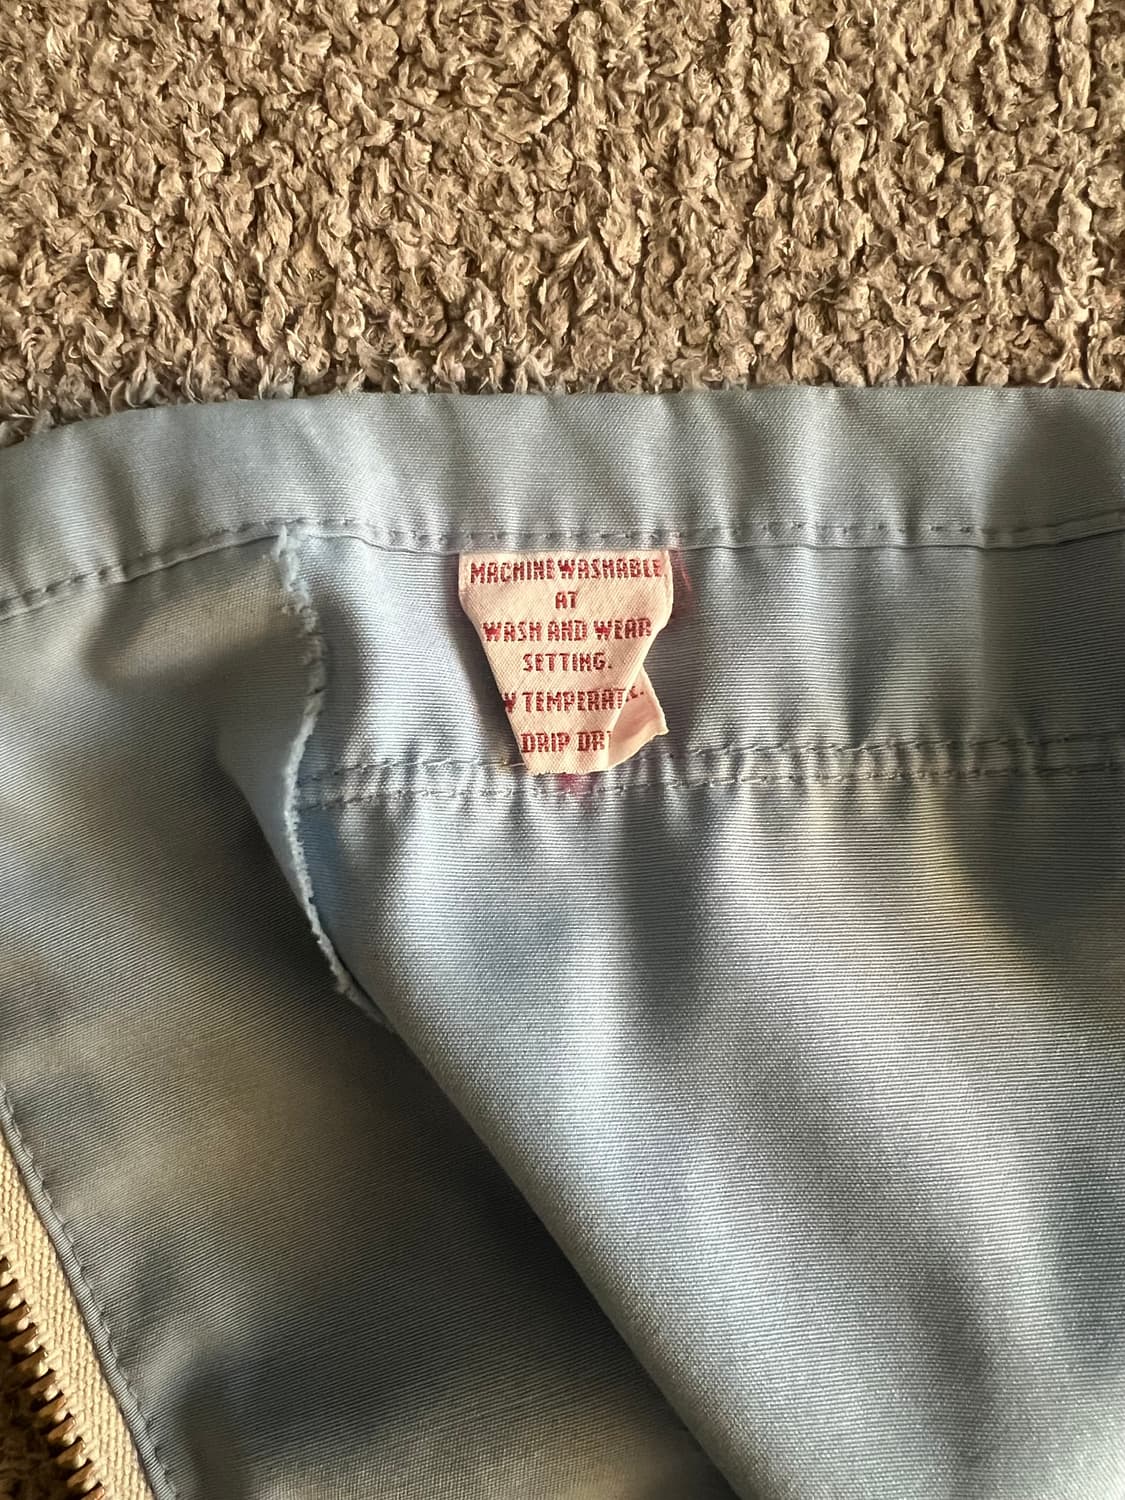 MACHINE WASHABLE
AT
WASH AND WEAR
SETTING.
DRIP